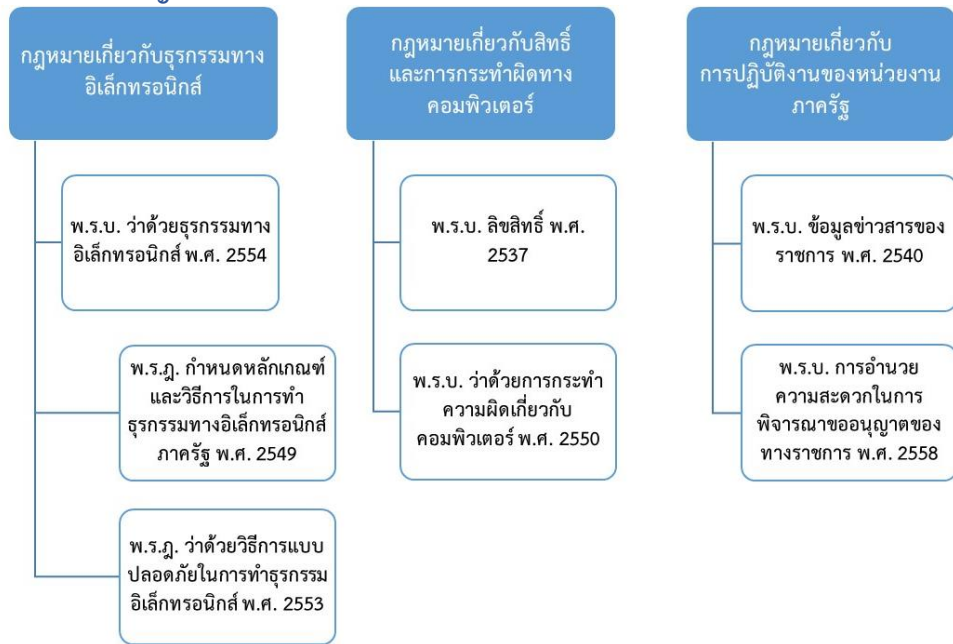 กฎหมายเกี่ยวกับธุรกรรมทาง
อิเล็กทรอนิกส์
พ.ร.บ. ว่าด้วยธุรกรรมทาง
อิเล็กทรอนิกส์ พ.ศ. 2554
พ.ร.ฎ. กำหนดหลักเกณฑ์
และวิธีการในการทำ
ธุรกรรมทางอิเล็กทรอนิกส์
ภาครัฐ พ.ศ. 2549
พ.ร.ฎ. ว่าด้วยวิธีการแบบ
ปลอดภัยในการทำธุรกรรม
อิเล็กทรอนิกส์ พ.ศ. 2553
กฎหมายเกี่ยวกับสิทธิ์
และการกระทำผิดทาง
คอมพิวเตอร์
พ.ร.บ. ลิขสิทธิ์ พ.ศ.
2537
พ.ร.บ. ว่าด้วยการกระทำ
ความผิดเกี่ยวกับ
คอมพิวเตอร์ พ.ศ. 2550
กฎหมายเกี่ยวกับ
การปฏิบัติงานของหน่วยงาน
ภาครัฐ
พ.ร.บ. ข้อมูลข่าวสารของ
ราชการ พ.ศ. 2540
พ.ร.บ. การอำนวย
ความสะดวกในการ
พิจารณาขออนุญาตของ
ทางราชการ พ.ศ. 2558